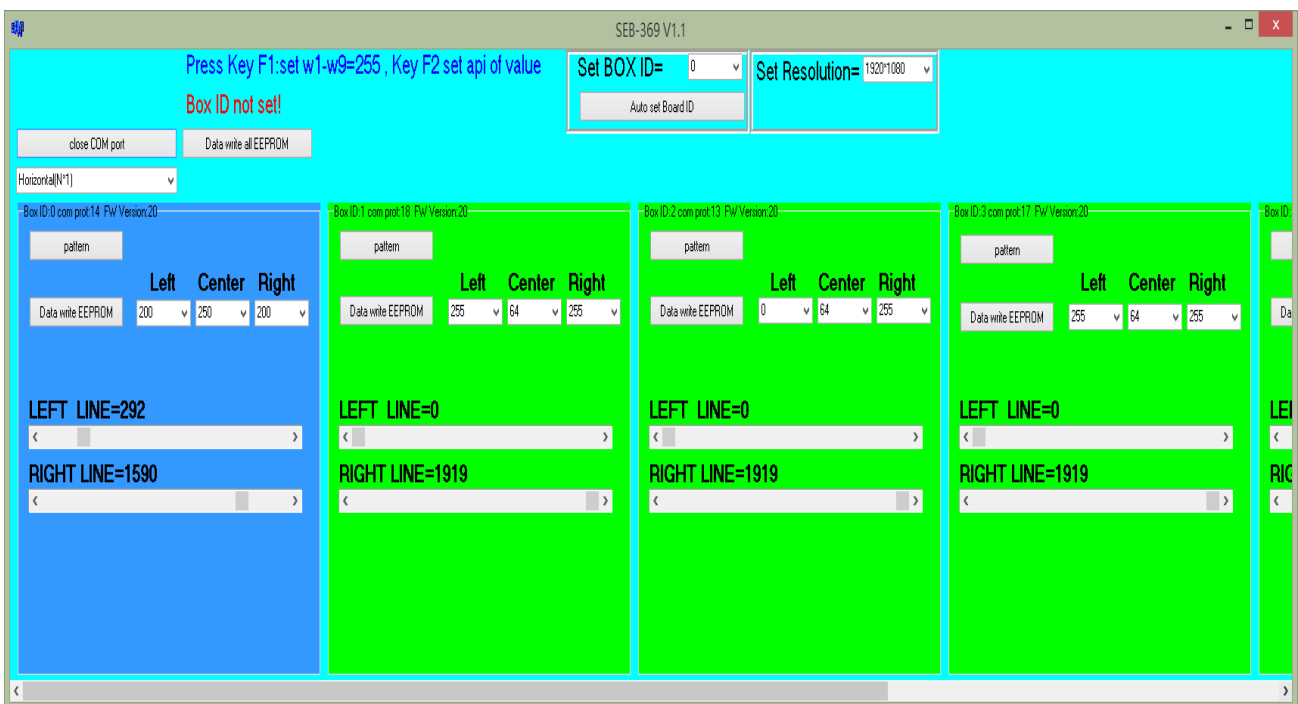 SEB-369 V1.1
Press Key F1:set w1-w9=255 , Key F2 set api of value
Box ID not set!
Set BOX ID= 0
Auto set Board ID
Set Resolution= 1920*1080
close COM port
Data write all EEPROM
Horizontal(N*1)
Box ID:0 com prot:14 FW Version:20
pattern
Left Center Right
Data write EEPROM 200 250 200
LEFT LINE=292
RIGHT LINE=1590
Box ID:1 com prot:18 FW Version:20
pattern
Left Center Right
Data write EEPROM 255 64 255
LEFT LINE=0
RIGHT LINE=1919
Box ID:2 com prot:13 FW Version:20
pattern
Left Center Right
Data write EEPROM 0 64 255
LEFT LINE=0
RIGHT LINE=1919
Box ID:3 com prot:17 FW Version:20
pattern
Left Center Right
Data write EEPROM 255 64 255
LEFT LINE=0
RIGHT LINE=1919
Box ID:
Da